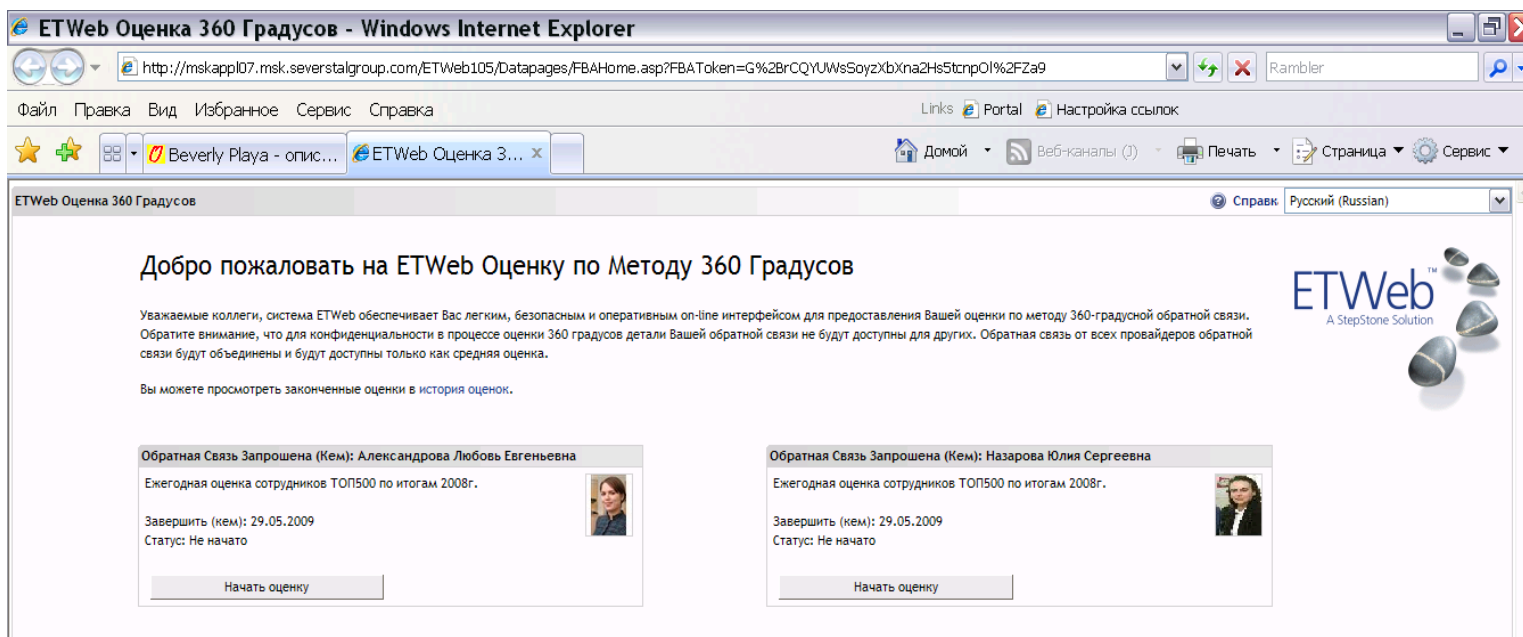 ETWeb Оценка 360 Градусов - Windows Internet Explorer
http://mskappl07.msk.severstalgroup.com/ETWeb105/Datapages/FBAHome.asp?FBAToken=G%2BrCQYUWsSoyzXbXna2Hs5tcnpOl%2FZa9
Rambler
Файл Правка Вид Избранное Сервис Справка
Links Portal Настройка ссылок
Beverly Playa - опис... ETWeb Оценка 3... x
Домой Веб-каналы (J) Печать Страница Сервис
ETWeb Оценка 360 Градусов
Справк Русский (Russian)
Добро пожаловать на ETWeb Оценку по Методу 360 Градусов
ETWeb™
A StepStone Solution
Уважаемые коллеги, система ETWeb обеспечивает Вас легким, безопасным и оперативным on-line интерфейсом для предоставления Вашей оценки по методу 360-градусной обратной связи.
Обратите внимание, что для конфиденциальности в процессе оценки 360 градусов детали Вашей обратной связи не будут доступны для других. Обратная связь от всех провайдеров обратной
связи будут объединены и будут доступны только как средняя оценка.
Вы можете просмотреть законченные оценки в история оценок.
Обратная Связь Запрошена (Кем): Александрова Любовь Евгеньевна
Ежегодная оценка сотрудников ТОП500 по итогам 2008г.
Завершить (кем): 29.05.2009
Статус: Не начато
Начать оценку
Обратная Связь Запрошена (Кем): Назарова Юлия Сергеевна
Ежегодная оценка сотрудников ТОП500 по итогам 2008г.
Завершить (кем): 29.05.2009
Статус: Не начато
Начать оценку